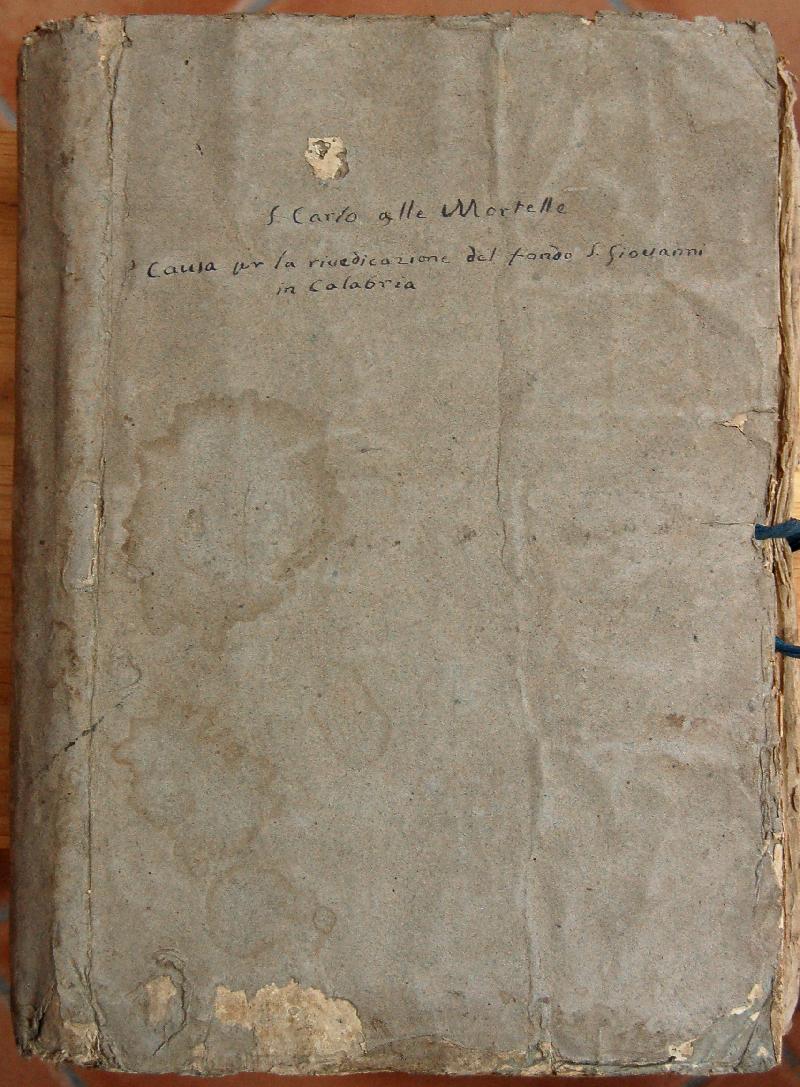 S. Carlo alle Mortelle
Causa per la rivedicazione del fondo S. Giovanni
in Calabria